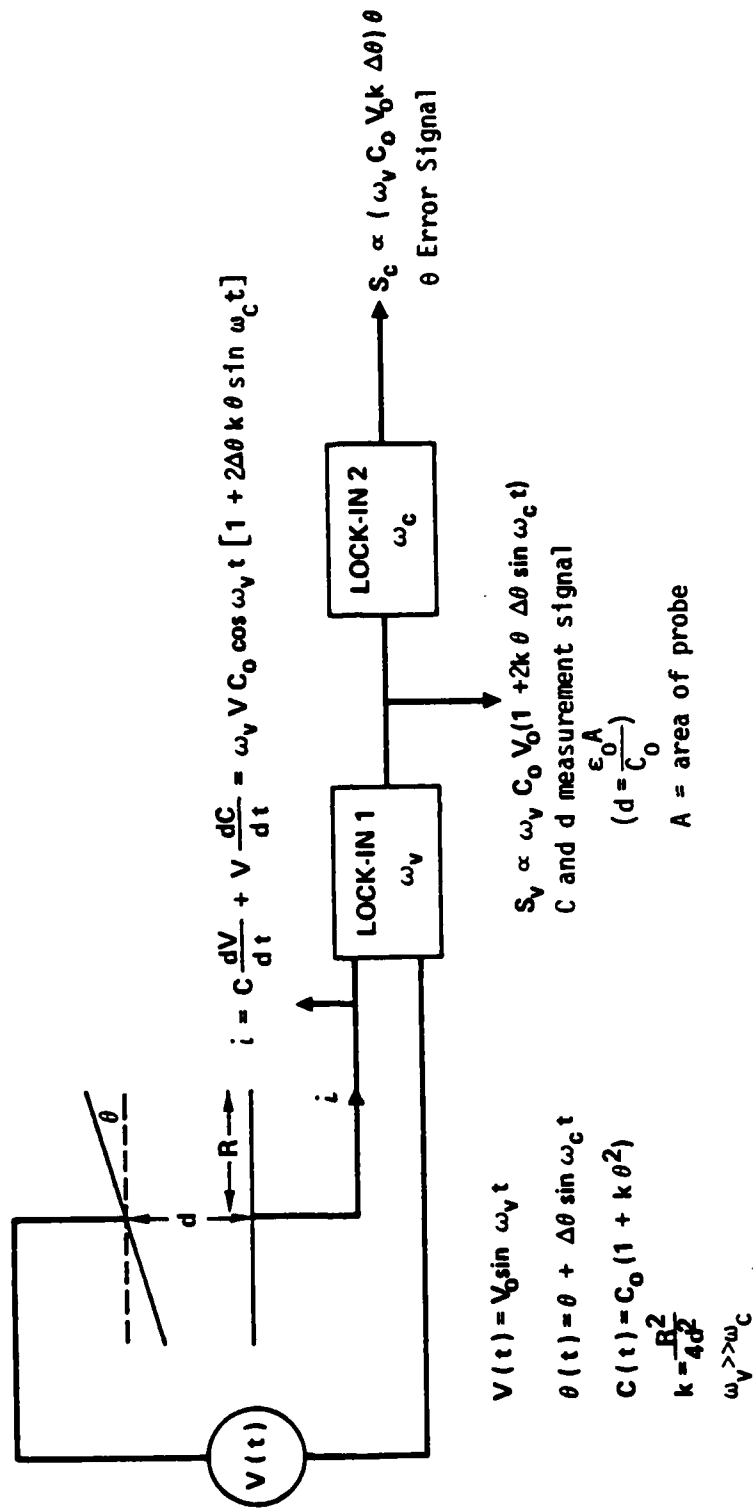 V(t)
d
θ
R
i
i = C dV/dt + V dC/dt = ω_v V C_o cos ω_v t [1 + 2Δθ k θ sin ω_c t]
V(t) = V_o sin ω_v t
θ(t) = θ + Δθ sin ω_c t
C(t) = C_o (1 + k θ²)
k = R²/4d²
ω_v >> ω_c
LOCK-IN 1
ω_v
LOCK-IN 2
ω_c
S_v ∝ ω_v C_o V_o (1 + 2k θ Δθ sin ω_c t)
C and d measurement signal
(d = ε_o A/C_o)
A = area of probe
S_c ∝ (ω_v C_o V_o k Δθ) θ
θ Error Signal